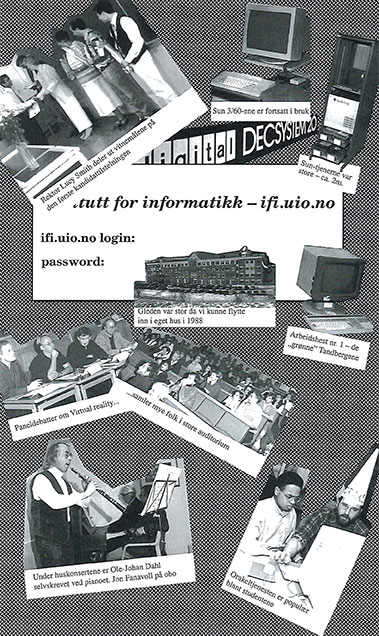 Rektor Lucy Smith deler ut vitnemålene på
den første kandidatutdelningen
Sun 3/60-ene er fortsatt i bruk
digital DECSYSTEM 20
Sun-tjenerne var
store – ca. 2m.
tutt for informatikk – ifi.uio.no
ifi.uio.no login:
password:
Gleden var stor da vi kunne flytte
inn i eget hus i 1988
Arbeidshest nr. 1 – de
„grønne” Tandbergene
Paneldebatter om Virtual reality...
...samler mye folk i store auditorium
Under huskonsertene er Ole-Johan Dahl
selvskrevet ved pianoet. Jon Fanavoll på obo
Orakeltjenesten er populær
blant studentene